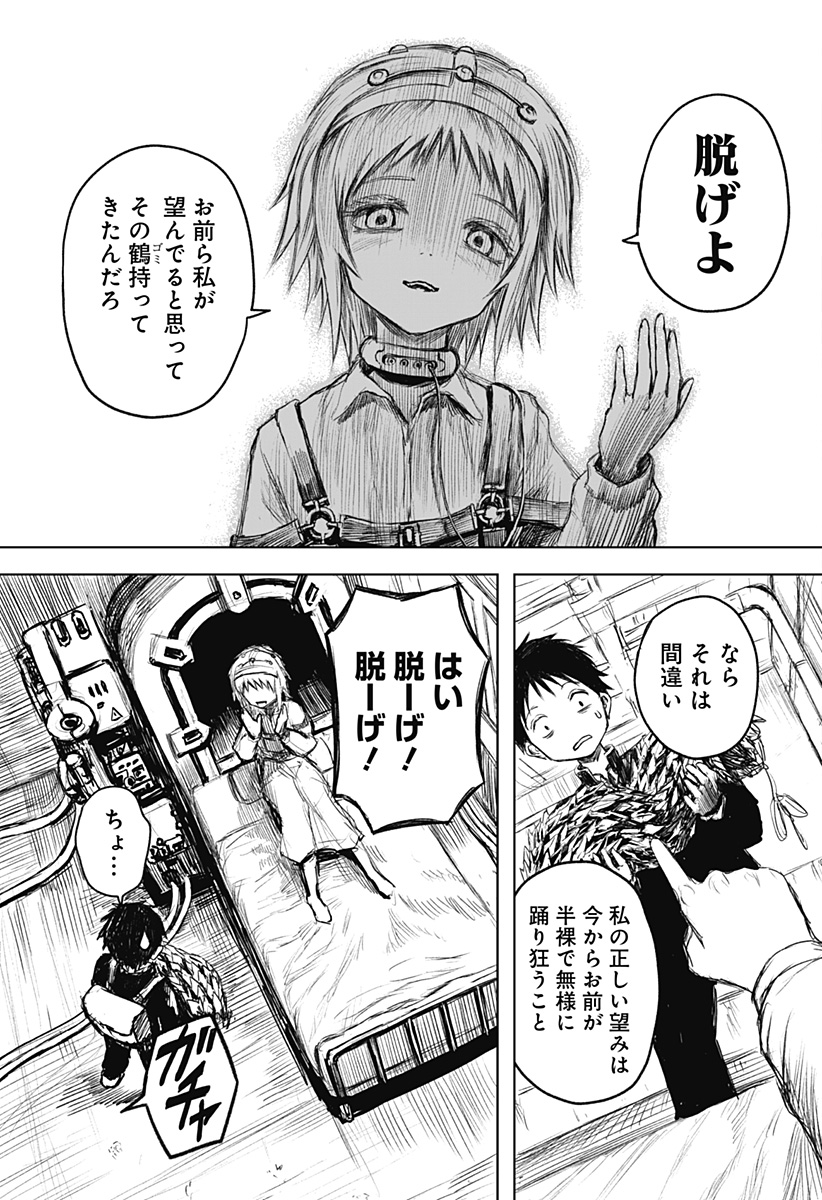 脱げよ
お前ら私が
望んでると思って
その鶴持って
ゴミ
きたんだろ
なら
それは
間違い
私の正しい望みは
今からお前が
半裸で無様に
踊り狂うこと
はい
脱ーげ！
脱ーげ！
ちょ…
ガチャ